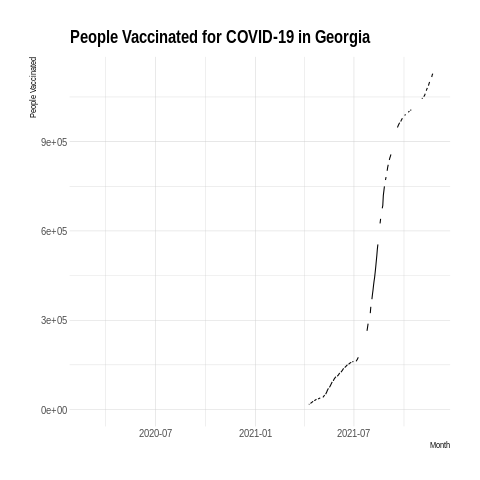 People Vaccinated for COVID-19 in Georgia
People Vaccinated
9e+05
6e+05
3e+05
0e+00
2020-07 2021-01 2021-07
Month